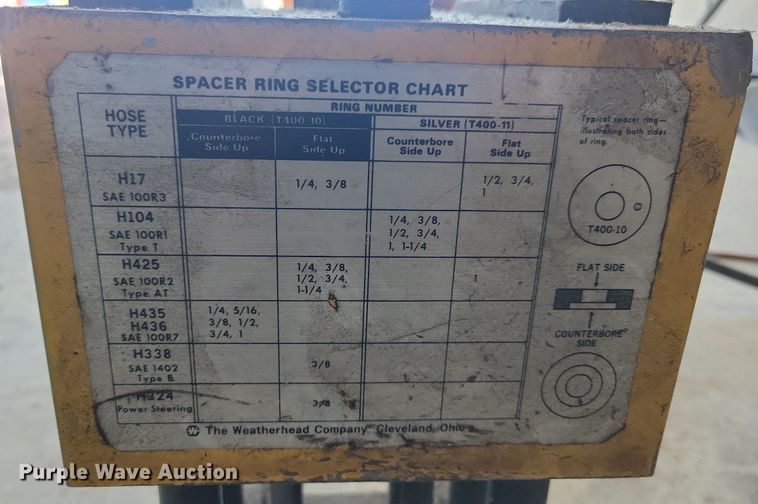 SPACER RING SELECTOR CHART
HOSE TYPE
RING NUMBER
BLACK (T400-10)
SILVER (T400-11)
Counterbore Side Up
Flat Side Up
Counterbore Side Up
Flat Side Up
H17
SAE 100R3
1/4, 3/8
1/2, 3/4,
1
H104
SAE 100R1
Type T
1/4, 3/8,
1/2, 3/4,
1, 1-1/4
H425
SAE 100R2
Type AT
1/4, 3/8,
1/2, 3/4,
1-1/4
1
H435
H436
SAE 100R7
1/4, 5/16,
3/8, 1/2,
3/4, 1
H338
SAE 1402
Type B
3/8
H324
Power Steering
3/8
The Weatherhead Company Cleveland, Ohio
Typical spacer ring—
illustrating both sides
of ring.
T400-10
FLAT SIDE
COUNTERBORE
SIDE
Purple Wave Auction